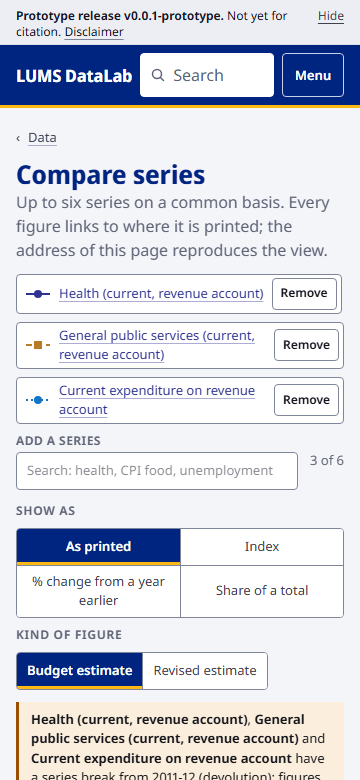 Prototype release v0.0.1-prototype. Not yet for citation. Disclaimer
Hide
LUMS DataLab
Search
Menu
‹ Data
Compare series
Up to six series on a common basis. Every
figure links to where it is printed; the
address of this page reproduces the view.
Health (current, revenue account)
Remove
General public services (current,
revenue account)
Remove
Current expenditure on revenue
account
Remove
ADD A SERIES
Search: health, CPI food, unemployment
3 of 6
SHOW AS
As printed
Index
% change from a year
earlier
Share of a total
KIND OF FIGURE
Budget estimate
Revised estimate
Health (current, revenue account), General
public services (current, revenue account) and
Current expenditure on revenue account have
a series break from 2011-12 (devolution): figures